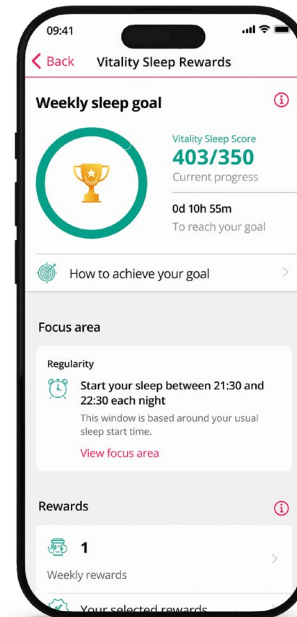 09:41
Back
Vitality Sleep Rewards
Weekly sleep goal
Vitality Sleep Score
403/350
Current progress
0d 10h 55m
To reach your goal
How to achieve your goal
Focus area
Regularity
Start your sleep between 21:30 and
22:30 each night
This window is based around your usual
sleep start time.
View focus area
Rewards
1
Weekly rewards
Your selected rewards